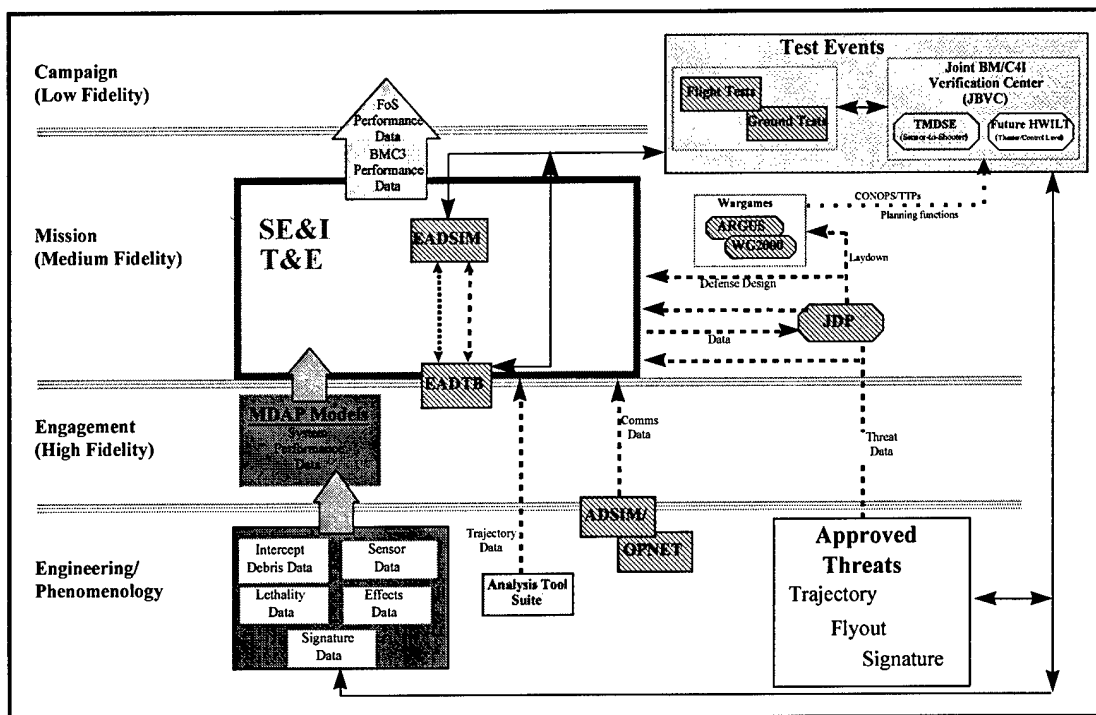 Test Events
Campaign
(Low Fidelity)
Flight Tests
Ground Tests
Joint BM/C4I
Verification Center
(JBVC)
TMDSE
(Sensor-to-Shooter)
Future HWILT
(Theater/Control Level)
FoS
Performance
Data
BMC3
Performance
Data
Mission
(Medium Fidelity)
SE&I
T&E
EADSIM
EADTB
Wargames
ARGUS
WG2000
CONOPS/TTPs
Planning functions
Laydown
Defense Design
Data
JDP
Engagement
(High Fidelity)
MDAP Models
System
Performance
Data
Comms
Data
Threat
Data
Engineering/
Phenomenology
Intercept
Debris Data
Sensor
Data
Lethality
Data
Effects
Data
Signature
Data
Trajectory
Data
Analysis Tool
Suite
ADSIM/
OPNET
Approved
Threats
Trajectory
Flyout
Signature